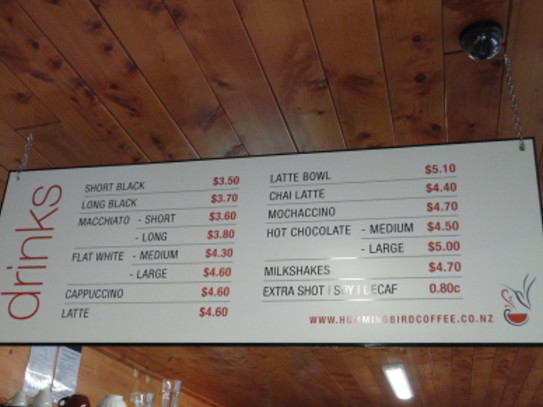 drinks
SHORT BLACK $3.50
LONG BLACK $3.70
MACCHIATO - SHORT $3.60
- LONG $3.80
FLAT WHITE - MEDIUM $4.30
- LARGE $4.60
CAPPUCCINO $4.60
LATTE $4.60
LATTE BOWL $5.10
CHAI LATTE $4.40
MOCHACCINO $4.70
HOT CHOCOLATE - MEDIUM $4.50
- LARGE $5.00
MILKSHAKES $4.70
EXTRA SHOT | SOY | DECAF 0.80c
WWW.HUMMINGBIRDCOFFEE.CO.NZ